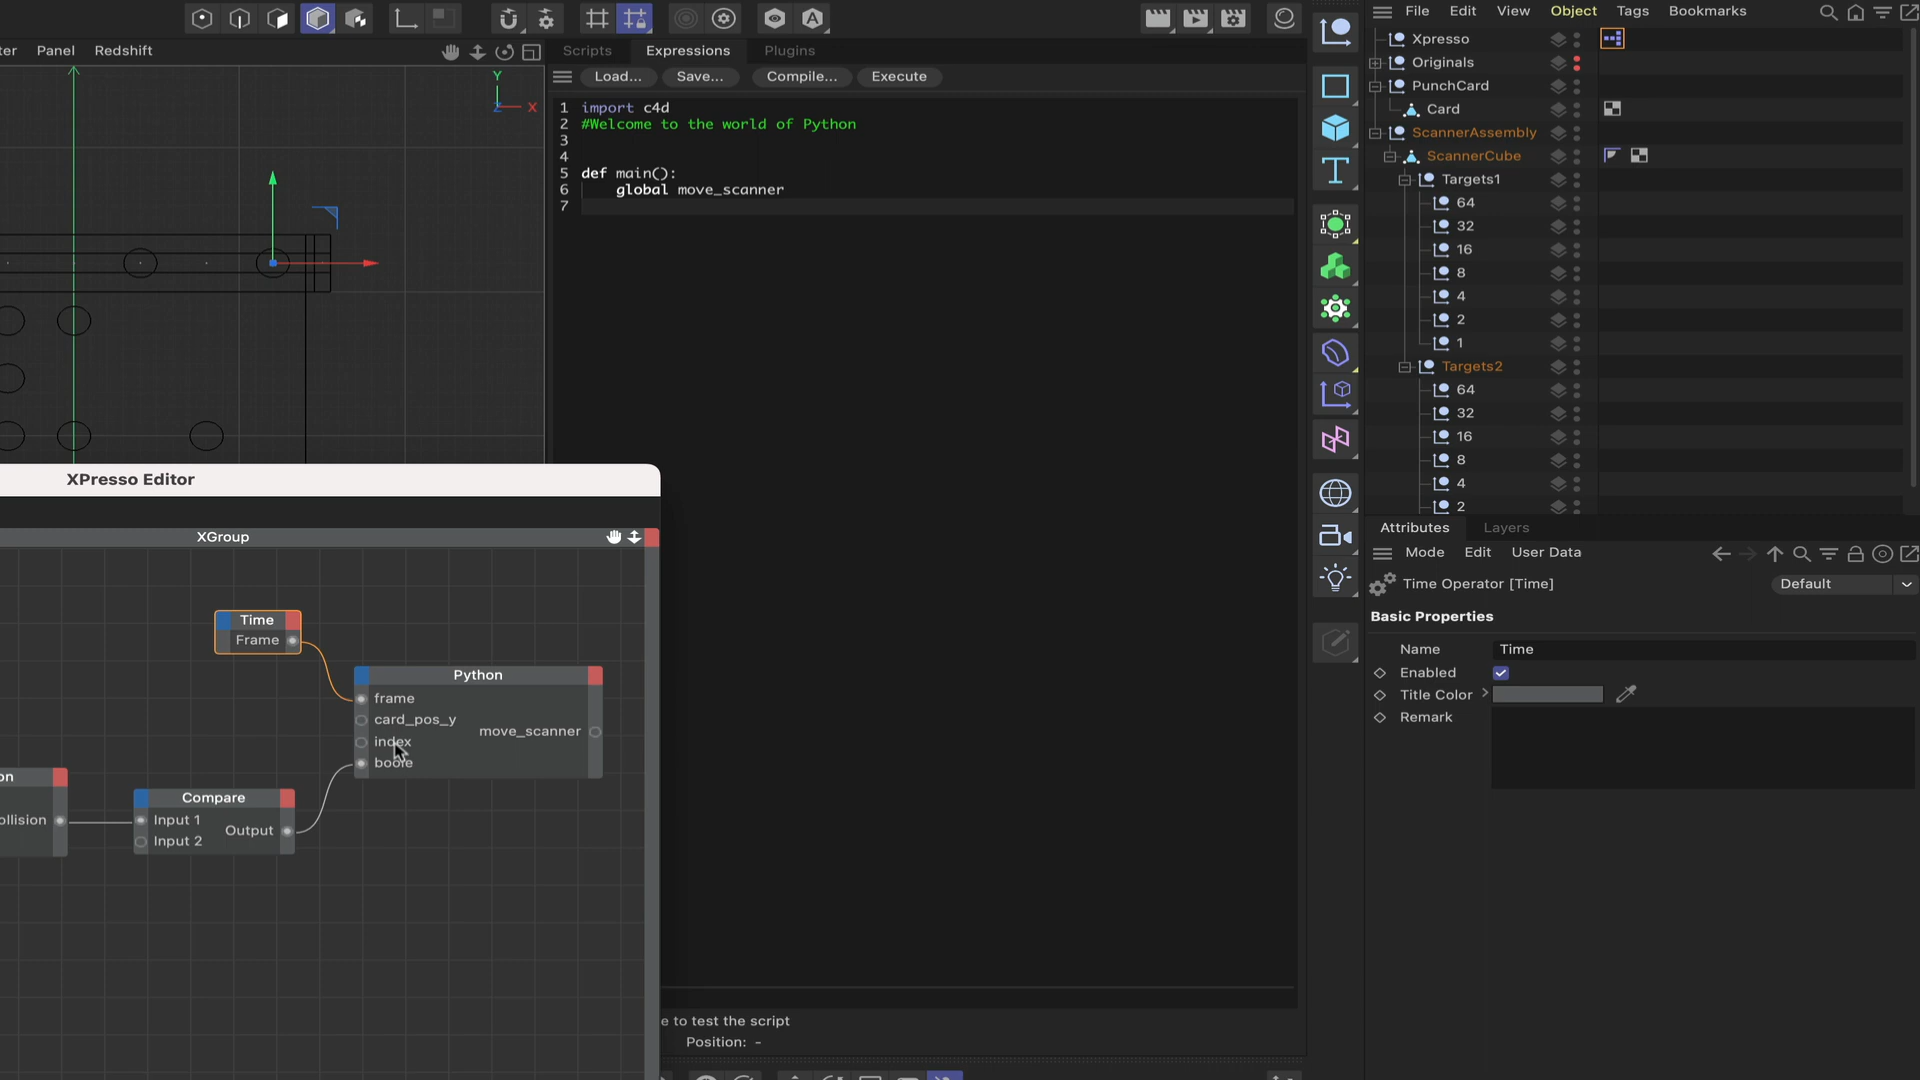 ter Panel Redshift
Scripts Expressions Plugins
Load... Save... Compile... Execute
1 import c4d
2 #Welcome to the world of Python
3
4
5 def main():
6 global move_scanner
7
Y
Z X
e to test the script
Position: -
XPresso Editor
XGroup
Time
Frame
Python
frame
card_pos_y
index
boole
move_scanner
on
ollision
Compare
Input 1
Input 2
Output
File Edit View Object Tags Bookmarks
Xpresso
Originals
PunchCard
Card
ScannerAssembly
ScannerCube
Targets1
64
32
16
8
4
2
1
Targets2
64
32
16
8
4
2
Attributes Layers
Mode Edit User Data
Time Operator [Time] Default
Basic Properties
Name Time
Enabled
Title Color
Remark